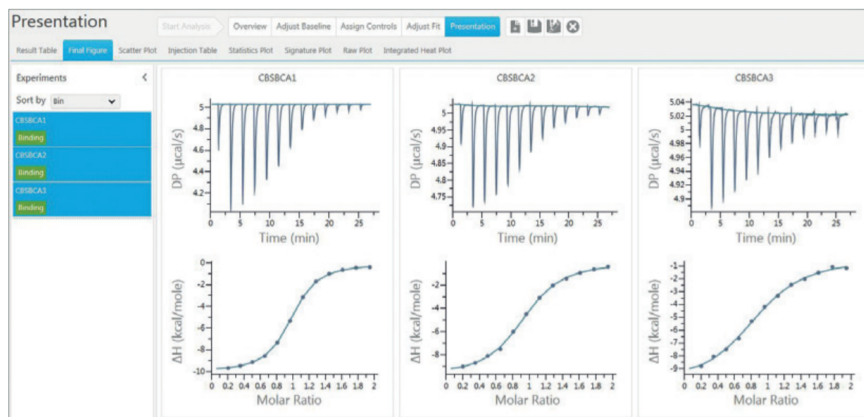 Presentation
Start Analysis
Overview
Adjust Baseline
Assign Controls
Adjust Fit
Presentation
Result Table
Final Figure
Scatter Plot
Injection Table
Statistics Plot
Signature Plot
Raw Plot
Integrated Heat Plot
Experiments
Sort by Bin
CBSBCA1
Binding
CBSBCA2
Binding
CBSBCA3
Binding
CBSBCA1
5
4.8
4.6
4.4
4.2
DP (μcal/s)
0 5 10 15 20 25
Time (min)
0
-2
-4
-6
-8
-10
ΔH (kcal/mole)
0 0.2 0.4 0.6 0.8 1 1.2 1.4 1.6 1.8 2
Molar Ratio
CBSBCA2
5
4.95
4.9
4.85
4.8
4.75
DP (μcal/s)
0 5 10 15 20 25
Time (min)
-2
-4
-6
-8
ΔH (kcal/mole)
0 0.2 0.4 0.6 0.8 1 1.2 1.4 1.6 1.8 2
Molar Ratio
CBSBCA3
5.04
5.02
5
4.98
4.96
4.94
4.92
4.9
DP (μcal/s)
0 5 10 15 20 25
Time (min)
-1
-2
-3
-4
-5
-6
-7
-8
-9
ΔH (kcal/mole)
0 0.2 0.4 0.6 0.8 1 1.2 1.4 1.6 1.8 2
Molar Ratio